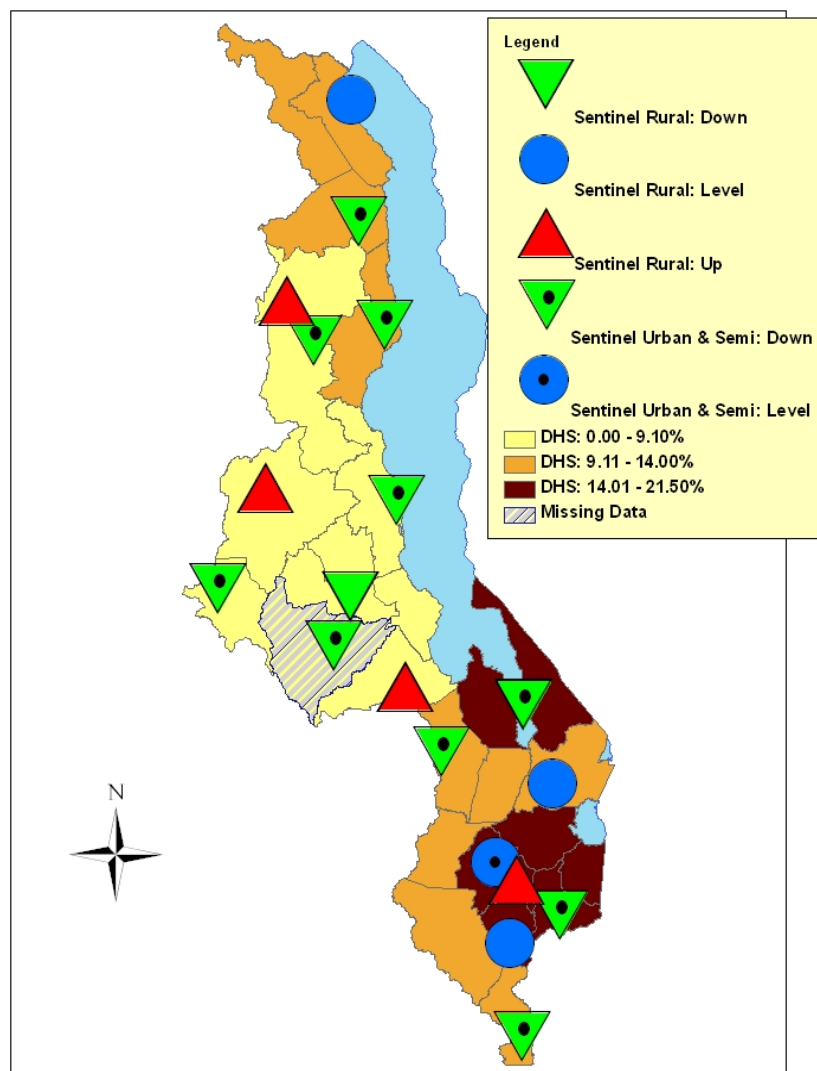 Legend
Sentinel Rural: Down
Sentinel Rural: Level
Sentinel Rural: Up
Sentinel Urban & Semi: Down
Sentinel Urban & Semi: Level
DHS: 0.00 - 9.10%
DHS: 9.11 - 14.00%
DHS: 14.01 - 21.50%
Missing Data
N